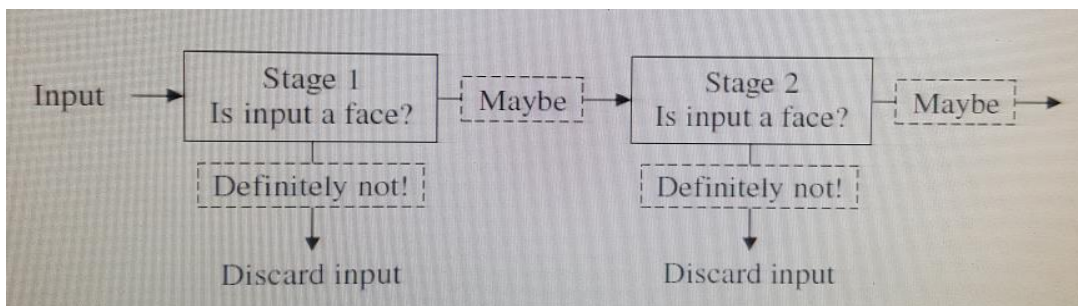 Input
Stage 1
Is input a face?
Maybe
Stage 2
Is input a face?
Maybe
Definitely not!
Definitely not!
Discard input
Discard input